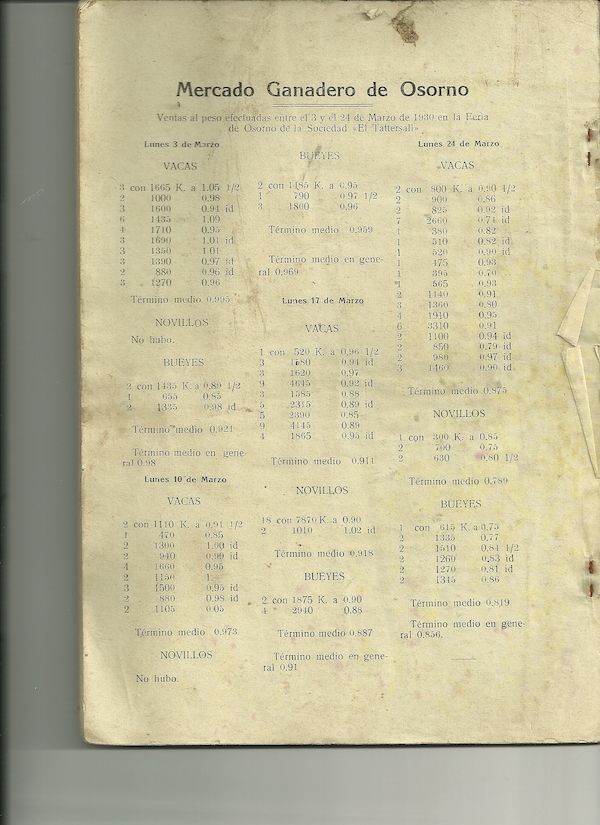 Mercado Ganadero de Osorno
Ventas al peso efectuadas entre el 3 y el 24 de Marzo de 1930 en la Feria
de Osorno de la Sociedad «El Tattersall»
Lunes 3 de Marzo
VACAS
3 con 1665 K. a 1.05 1/2
2 1000 0.98
3 1600 0.94 id
6 1435 1.09
4 1710 0.95
3 1690 1.01 id
3 1350 1.01
3 1390 0.97 id
2 880 0.96 id
3 1270 0.96
Término medio 0.995
NOVILLOS
No hubo.
BUEYES
2 con 1435 K. a 0.89 1/2
1 655 0.85
2 1335 0.98 id
Término medio 0.921
Término medio en gene-
ral 0.98
Lunes 10 de Marzo
VACAS
2 con 1110 K. a 0.91 1/2
1 470 0.85
2 1300 1.00 id
2 940 0.99 id
4 1660 0.95
2 1150 1.
3 1500 0.95 id
2 880 0.98 id
2 1105 0.05
Término medio 0.973
NOVILLOS
No hubo.
BUEYES
2 con 1485 K. a 0.95
1 790 0.97 1/2
3 1800 0.96
Término medio 0.959
Término medio en gene-
ral 0.969
Lunes 17 de Marzo
VACAS
1 con 520 K. a 0.96 1/2
3 1680 0.94 id
3 1620 0.97
9 4645 0.92 id
3 1585 0.88
5 2315 0.89 id
5 2390 0.85
9 4145 0.89
4 1865 0.95 id
Término medio 0.911
NOVILLOS
18 con 7870 K. a 0.90
2 1010 1.02 id
Término medio 0.918
BUEYES
2 con 1875 K. a 0.90
4 2940 0.88
Término medio 0.887
Término medio en gene-
ral 0.91
Lunes 24 de Marzo
VACAS
2 con 800 K. a 0.90 1/2
2 900 0.86
2 825 0.92 id
7 2660 0.74 id
1 380 0.82
1 510 0.82 id
1 520 0.90 id
1 475 0.93
1 395 0.70
1 565 0.93
2 1140 0.91
3 1360 0.80
4 1910 0.95
6 3310 0.91
2 1100 0.94 id
2 850 0.79 id
2 980 0.97 id
3 1460 0.90 id
Término medio 0.875
NOVILLOS
1 con 300 K. a 0.85
2 700 0.75
2 630 0.80 1/2
Término medio 0.789
BUEYES
1 con 615 K. a 0.75
2 1335 0.77
2 1510 0.84 1/2
2 1260 0.83 id
2 1270 0.81 id
2 1345 0.86
Término medio 0.819
Término medio en gene-
ral 0.856.